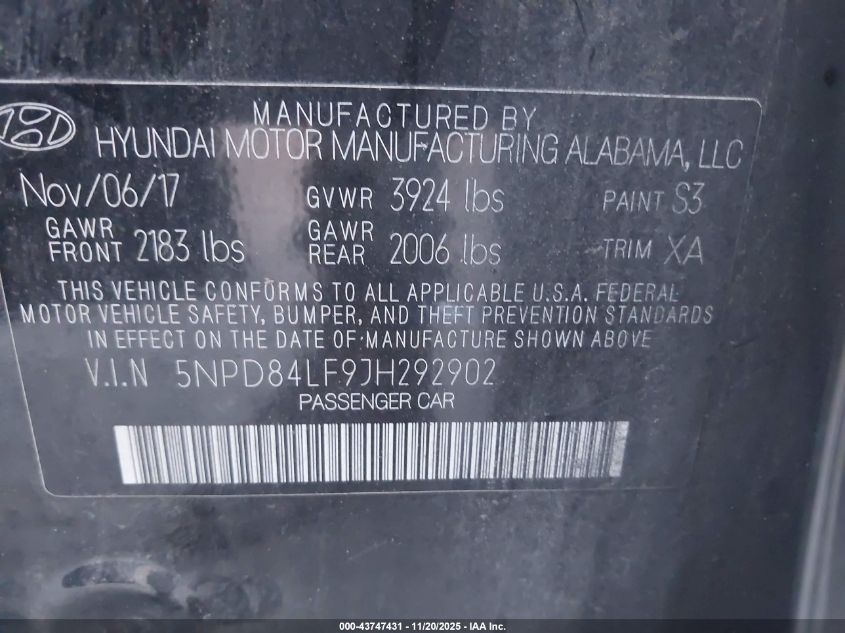 MANUFACTURED BY
HYUNDAI MOTOR MANUFACTURING ALABAMA, LLC
Nov/06/17 GVWR 3924 lbs PAINT S3
GAWR FRONT 2183 lbs GAWR REAR 2006 lbs TRIM XA
THIS VEHICLE CONFORMS TO ALL APPLICABLE U.S.A. FEDERAL
MOTOR VEHICLE SAFETY, BUMPER, AND THEFT PREVENTION STANDARDS
IN EFFECT ON THE DATE OF MANUFACTURE SHOWN ABOVE
V.I.N 5NPD84LF9JH292902
PASSENGER CAR
000-43747431 - 11/20/2025 - IAA Inc.